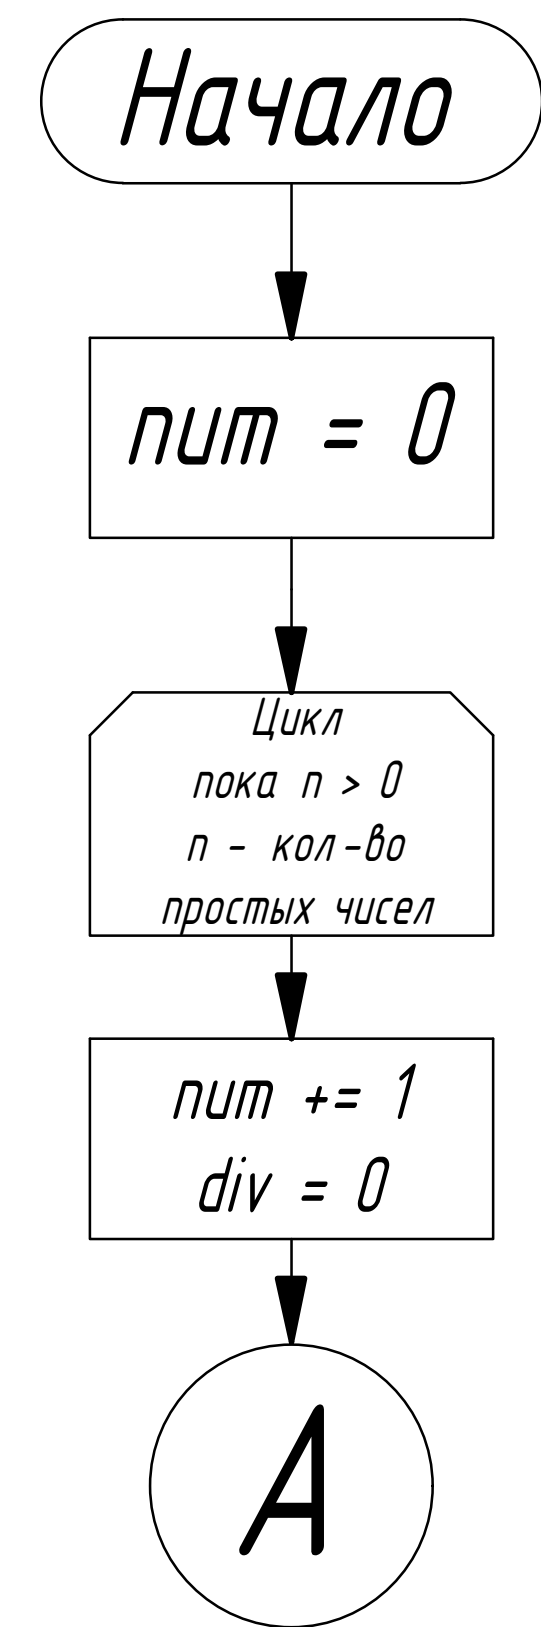 Начало
num = 0
Цикл
пока n > 0
n - кол-во
простых чисел
num += 1
div = 0
A